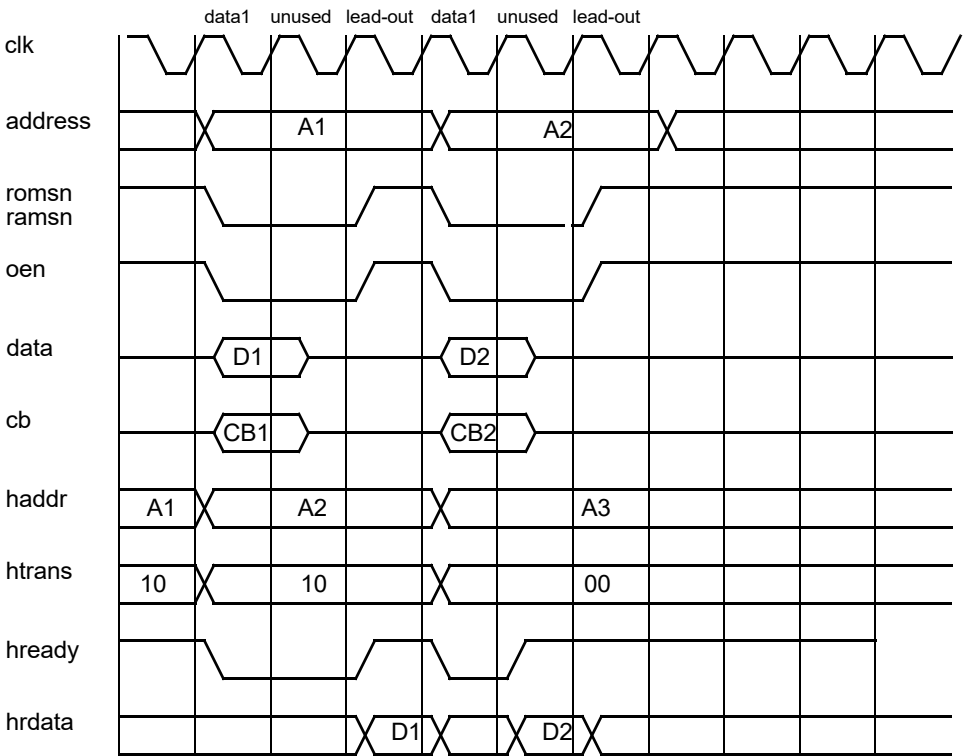 data1 unused lead-out data1 unused lead-out
clk
address A1 A2
romsn
ramsn
oen
data D1 D2
cb CB1 CB2
haddr A1 A2 A3
htrans 10 10 00
hready
hrdata D1 D2